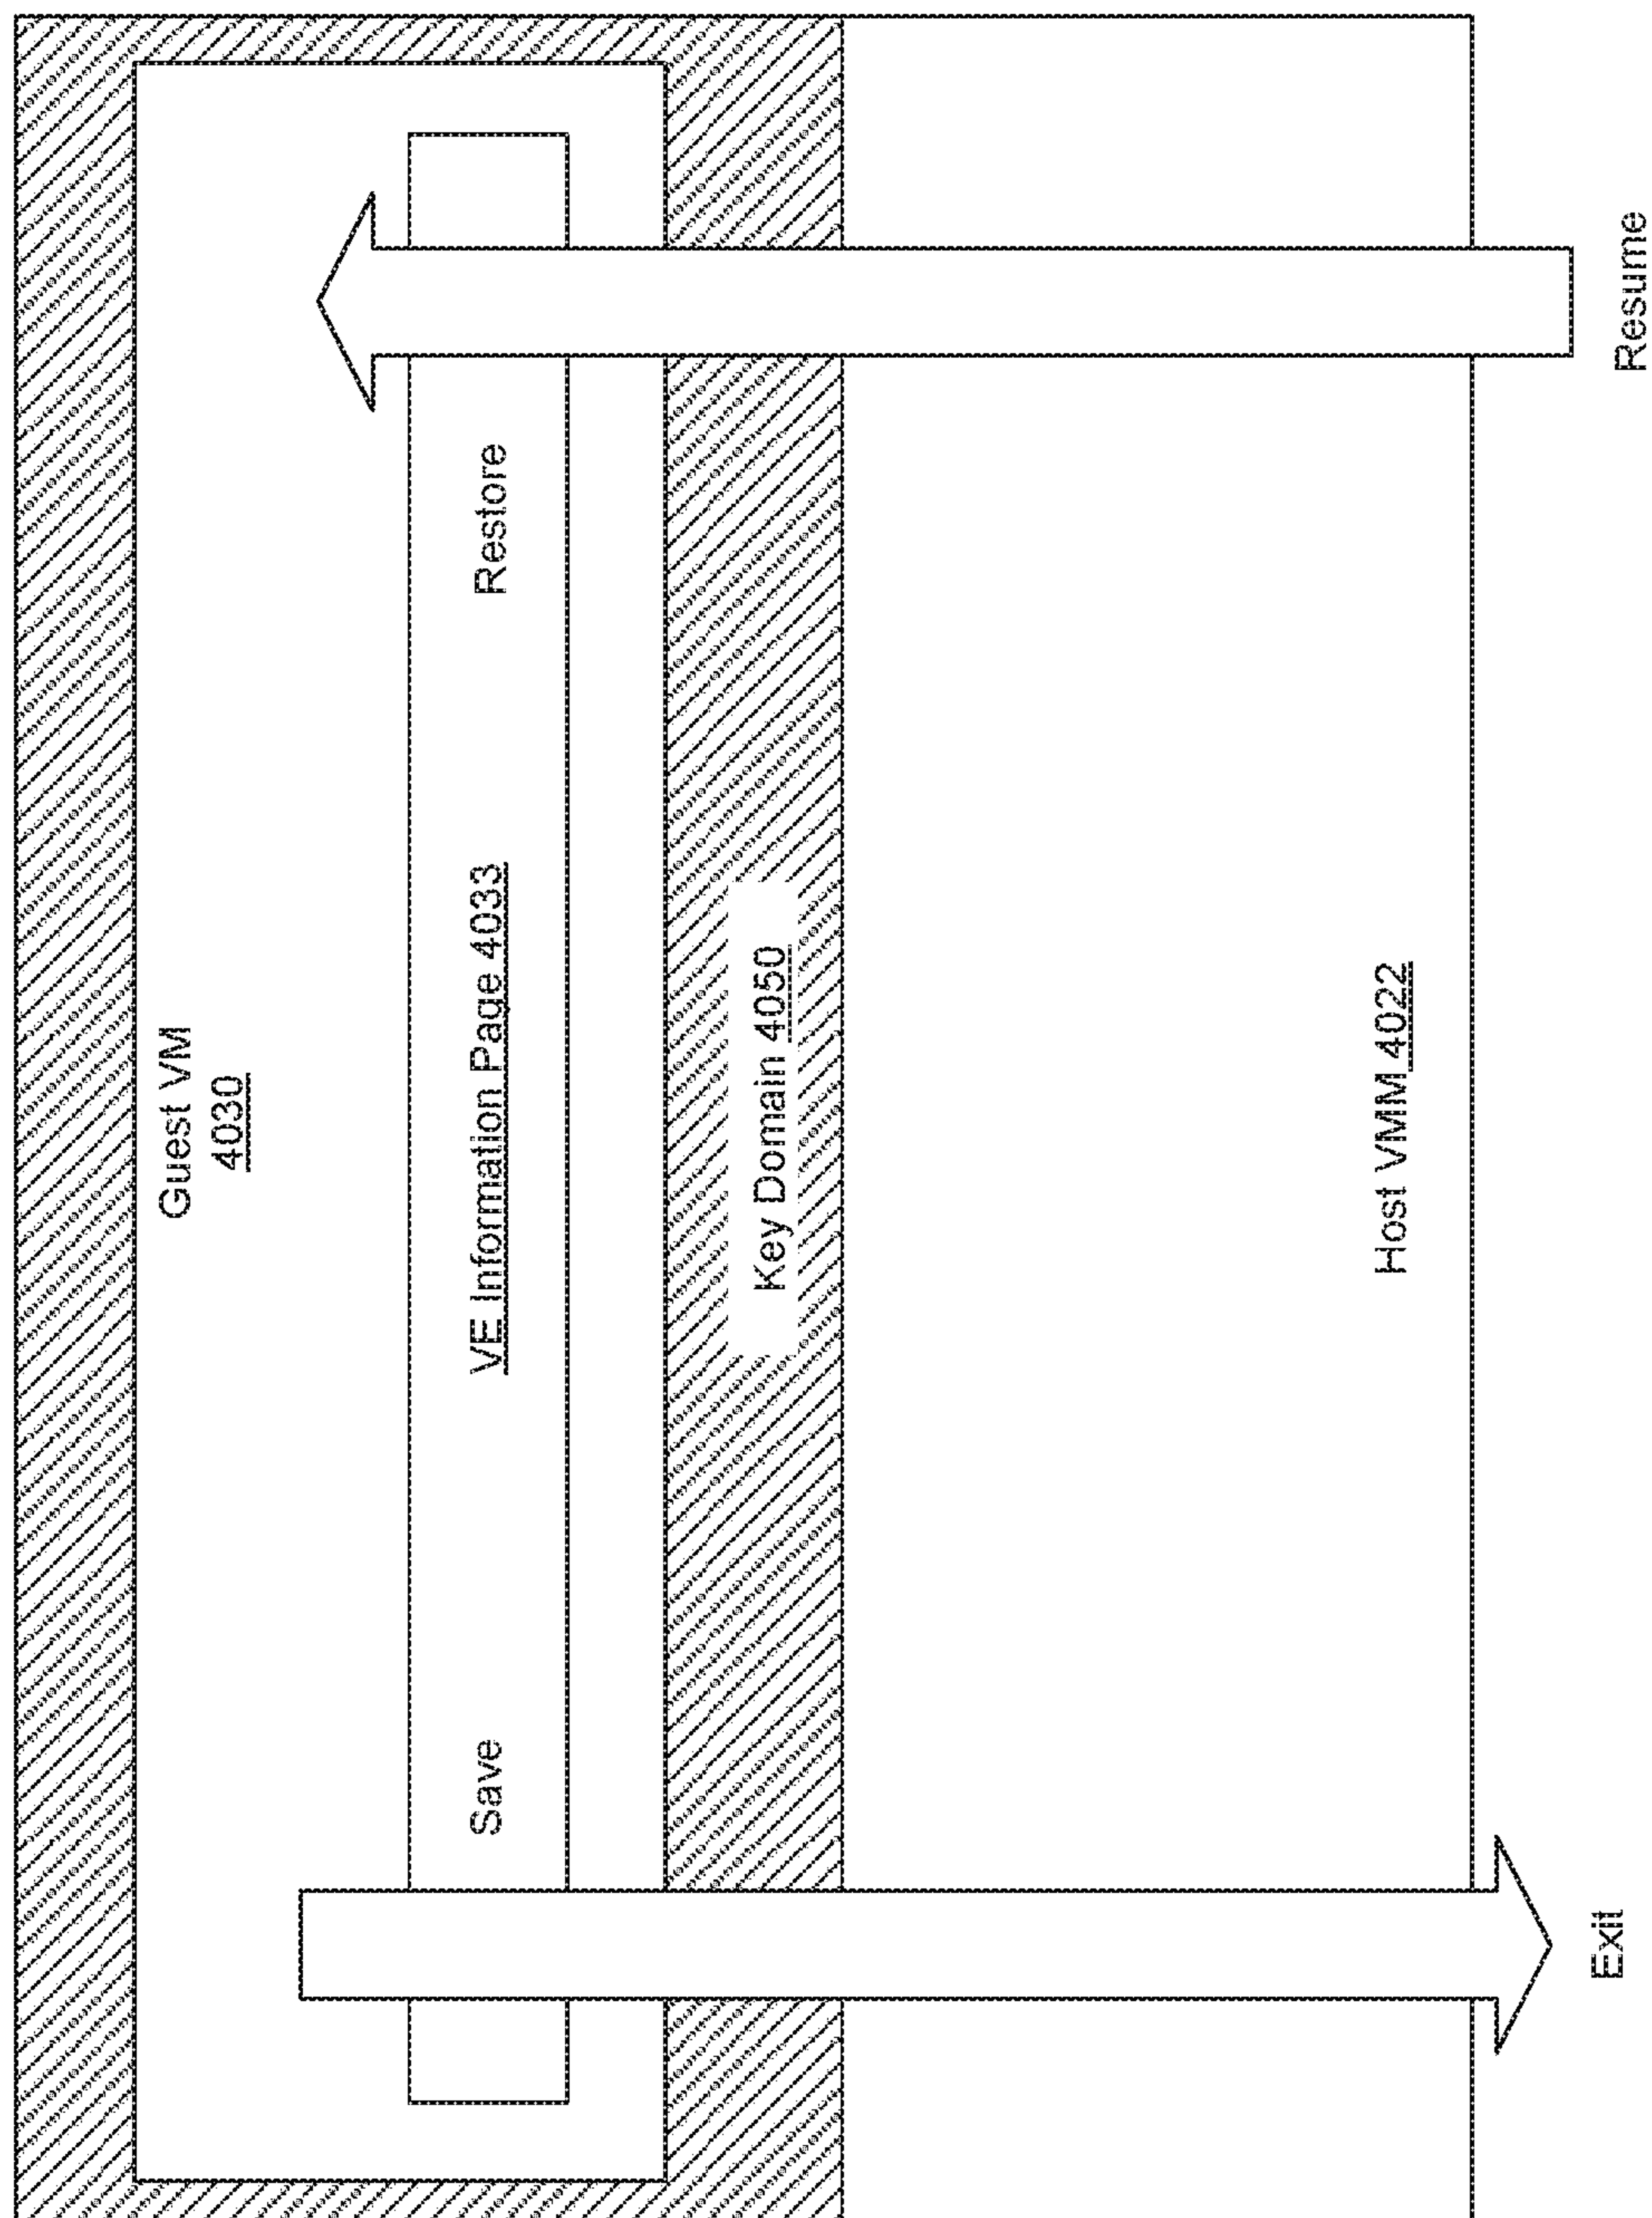 Guest VM
4030
Save
VE Information Page 4033
Restore
Key Domain 4050
Host VMM 4022
Exit
Resume